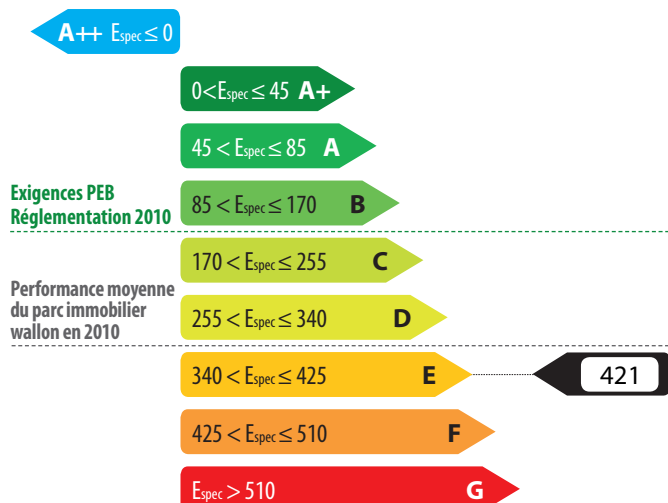 A++ Espec ≤ 0
0<Espec ≤ 45 A+
45 < Espec ≤ 85 A
Exigences PEB
Réglementation 2010
85 < Espec ≤ 170 B
170 < Espec ≤ 255 C
Performance moyenne
du parc immobilier
wallon en 2010
255 < Espec ≤ 340 D
340 < Espec ≤ 425 E
421
425 < Espec ≤ 510 F
Espec > 510 G